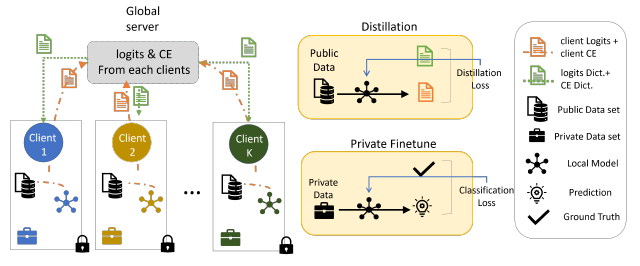 Global
server
logits & CE
From each clients
Client
1
Client
2
...
Client
K
Distillation
Public
Data
Distillation
Loss
Private Finetune
Private
Data
Classification
Loss
client Logits +
client CE
logits Dict.+
CE Dict.
Public Data set
Private Data set
Local Model
Prediction
Ground Truth